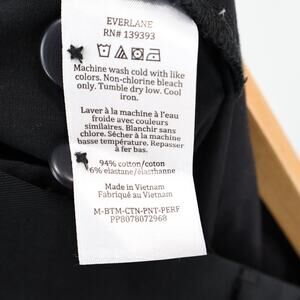 EVERLANE
RN# 139393
Machine wash cold with like
colors. Non-chlorine bleach
only. Tumble dry low. Cool
iron.
Laver à la machine à l'eau
froide avec couleurs
similaires. Blanchir sans
chlore. Sécher à la machine
basse température. Repasser
à fer bas.
94% cotton/coton
6% elastane/élasthanne
Made in Vietnam
Fabriqué au Vietnam
M-BTM-CTN-PNT-PERF
PP8078072968